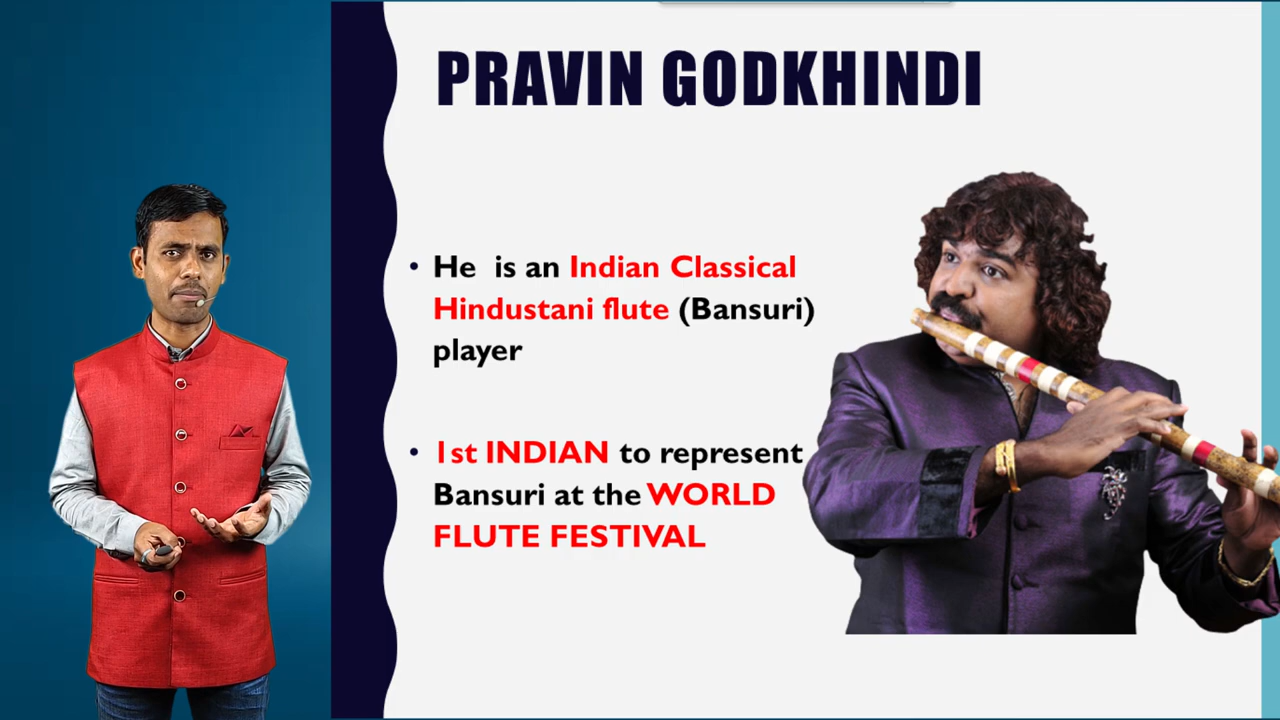 PRAVIN GODKHINDI
• He is an Indian Classical
Hindustani flute (Bansuri)
player
• 1st INDIAN to represent
Bansuri at the WORLD
FLUTE FESTIVAL